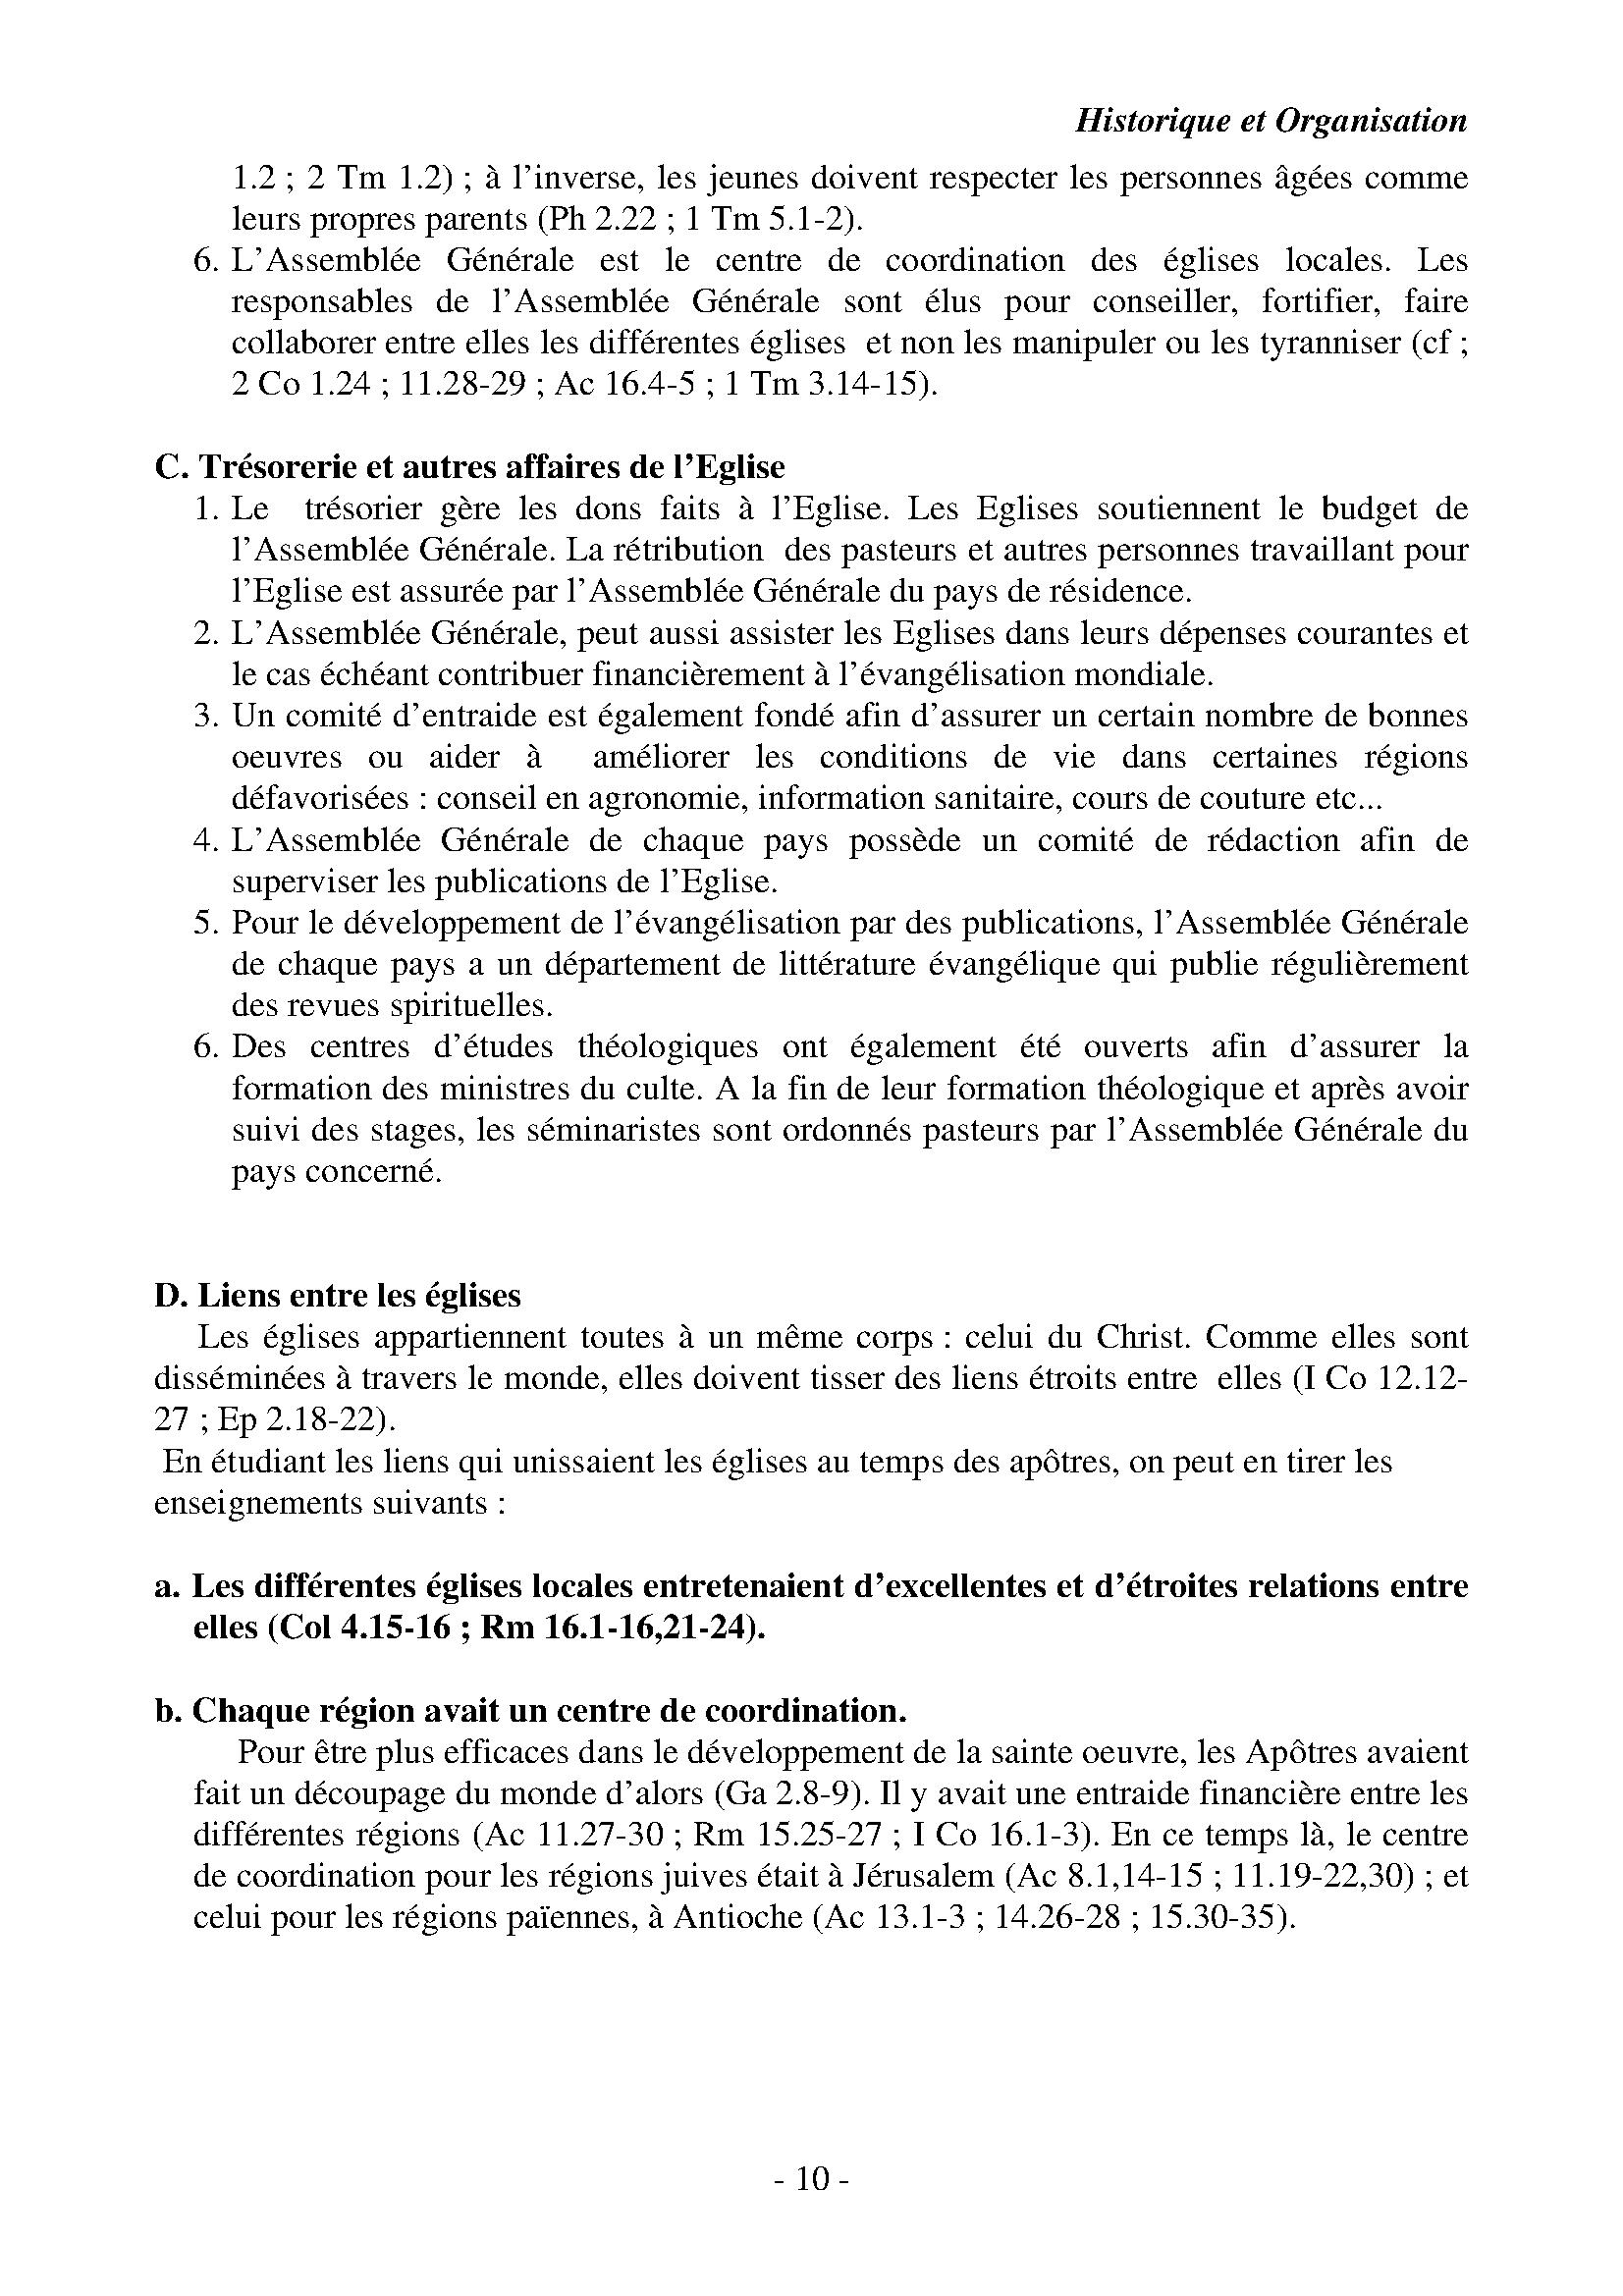 Historique et Organisation
1.2 ; 2 Tm 1.2) ; à l’inverse, les jeunes doivent respecter les personnes âgées comme
leurs propres parents (Ph 2.22 ; 1 Tm 5.1-2).
6. L’Assemblée Générale est le centre de coordination des églises locales. Les
responsables de l’Assemblée Générale sont élus pour conseiller, fortifier, faire
collaborer entre elles les différentes églises et non les manipuler ou les tyranniser (cf ;
2 Co 1.24 ; 11.28-29 ; Ac 16.4-5 ; 1 Tm 3.14-15).
C. Trésorerie et autres affaires de l’Eglise
1. Le trésorier gère les dons faits à l’Eglise. Les Eglises soutiennent le budget de
l’Assemblée Générale. La rétribution des pasteurs et autres personnes travaillant pour
l’Eglise est assurée par l’Assemblée Générale du pays de résidence.
2. L’Assemblée Générale, peut aussi assister les Eglises dans leurs dépenses courantes et
le cas échéant contribuer financièrement à l’évangélisation mondiale.
3. Un comité d’entraide est également fondé afin d’assurer un certain nombre de bonnes
oeuvres ou aider à améliorer les conditions de vie dans certaines régions
défavorisées : conseil en agronomie, information sanitaire, cours de couture etc...
4. L’Assemblée Générale de chaque pays possède un comité de rédaction afin de
superviser les publications de l’Eglise.
5. Pour le développement de l’évangélisation par des publications, l’Assemblée Générale
de chaque pays a un département de littérature évangélique qui publie régulièrement
des revues spirituelles.
6. Des centres d’études théologiques ont également été ouverts afin d’assurer la
formation des ministres du culte. A la fin de leur formation théologique et après avoir
suivi des stages, les séminaristes sont ordonnés pasteurs par l’Assemblée Générale du
pays concerné.
D. Liens entre les églises
Les églises appartiennent toutes à un même corps : celui du Christ. Comme elles sont
disséminées à travers le monde, elles doivent tisser des liens étroits entre elles (I Co 12.12-
27 ; Ep 2.18-22).
En étudiant les liens qui unissaient les églises au temps des apôtres, on peut en tirer les
enseignements suivants :
a. Les différentes églises locales entretenaient d’excellentes et d’étroites relations entre
elles (Col 4.15-16 ; Rm 16.1-16,21-24).
b. Chaque région avait un centre de coordination.
Pour être plus efficaces dans le développement de la sainte oeuvre, les Apôtres avaient
fait un découpage du monde d’alors (Ga 2.8-9). Il y avait une entraide financière entre les
différentes régions (Ac 11.27-30 ; Rm 15.25-27 ; I Co 16.1-3). En ce temps là, le centre
de coordination pour les régions juives était à Jérusalem (Ac 8.1,14-15 ; 11.19-22,30) ; et
celui pour les régions païennes, à Antioche (Ac 13.1-3 ; 14.26-28 ; 15.30-35).
- 10 -